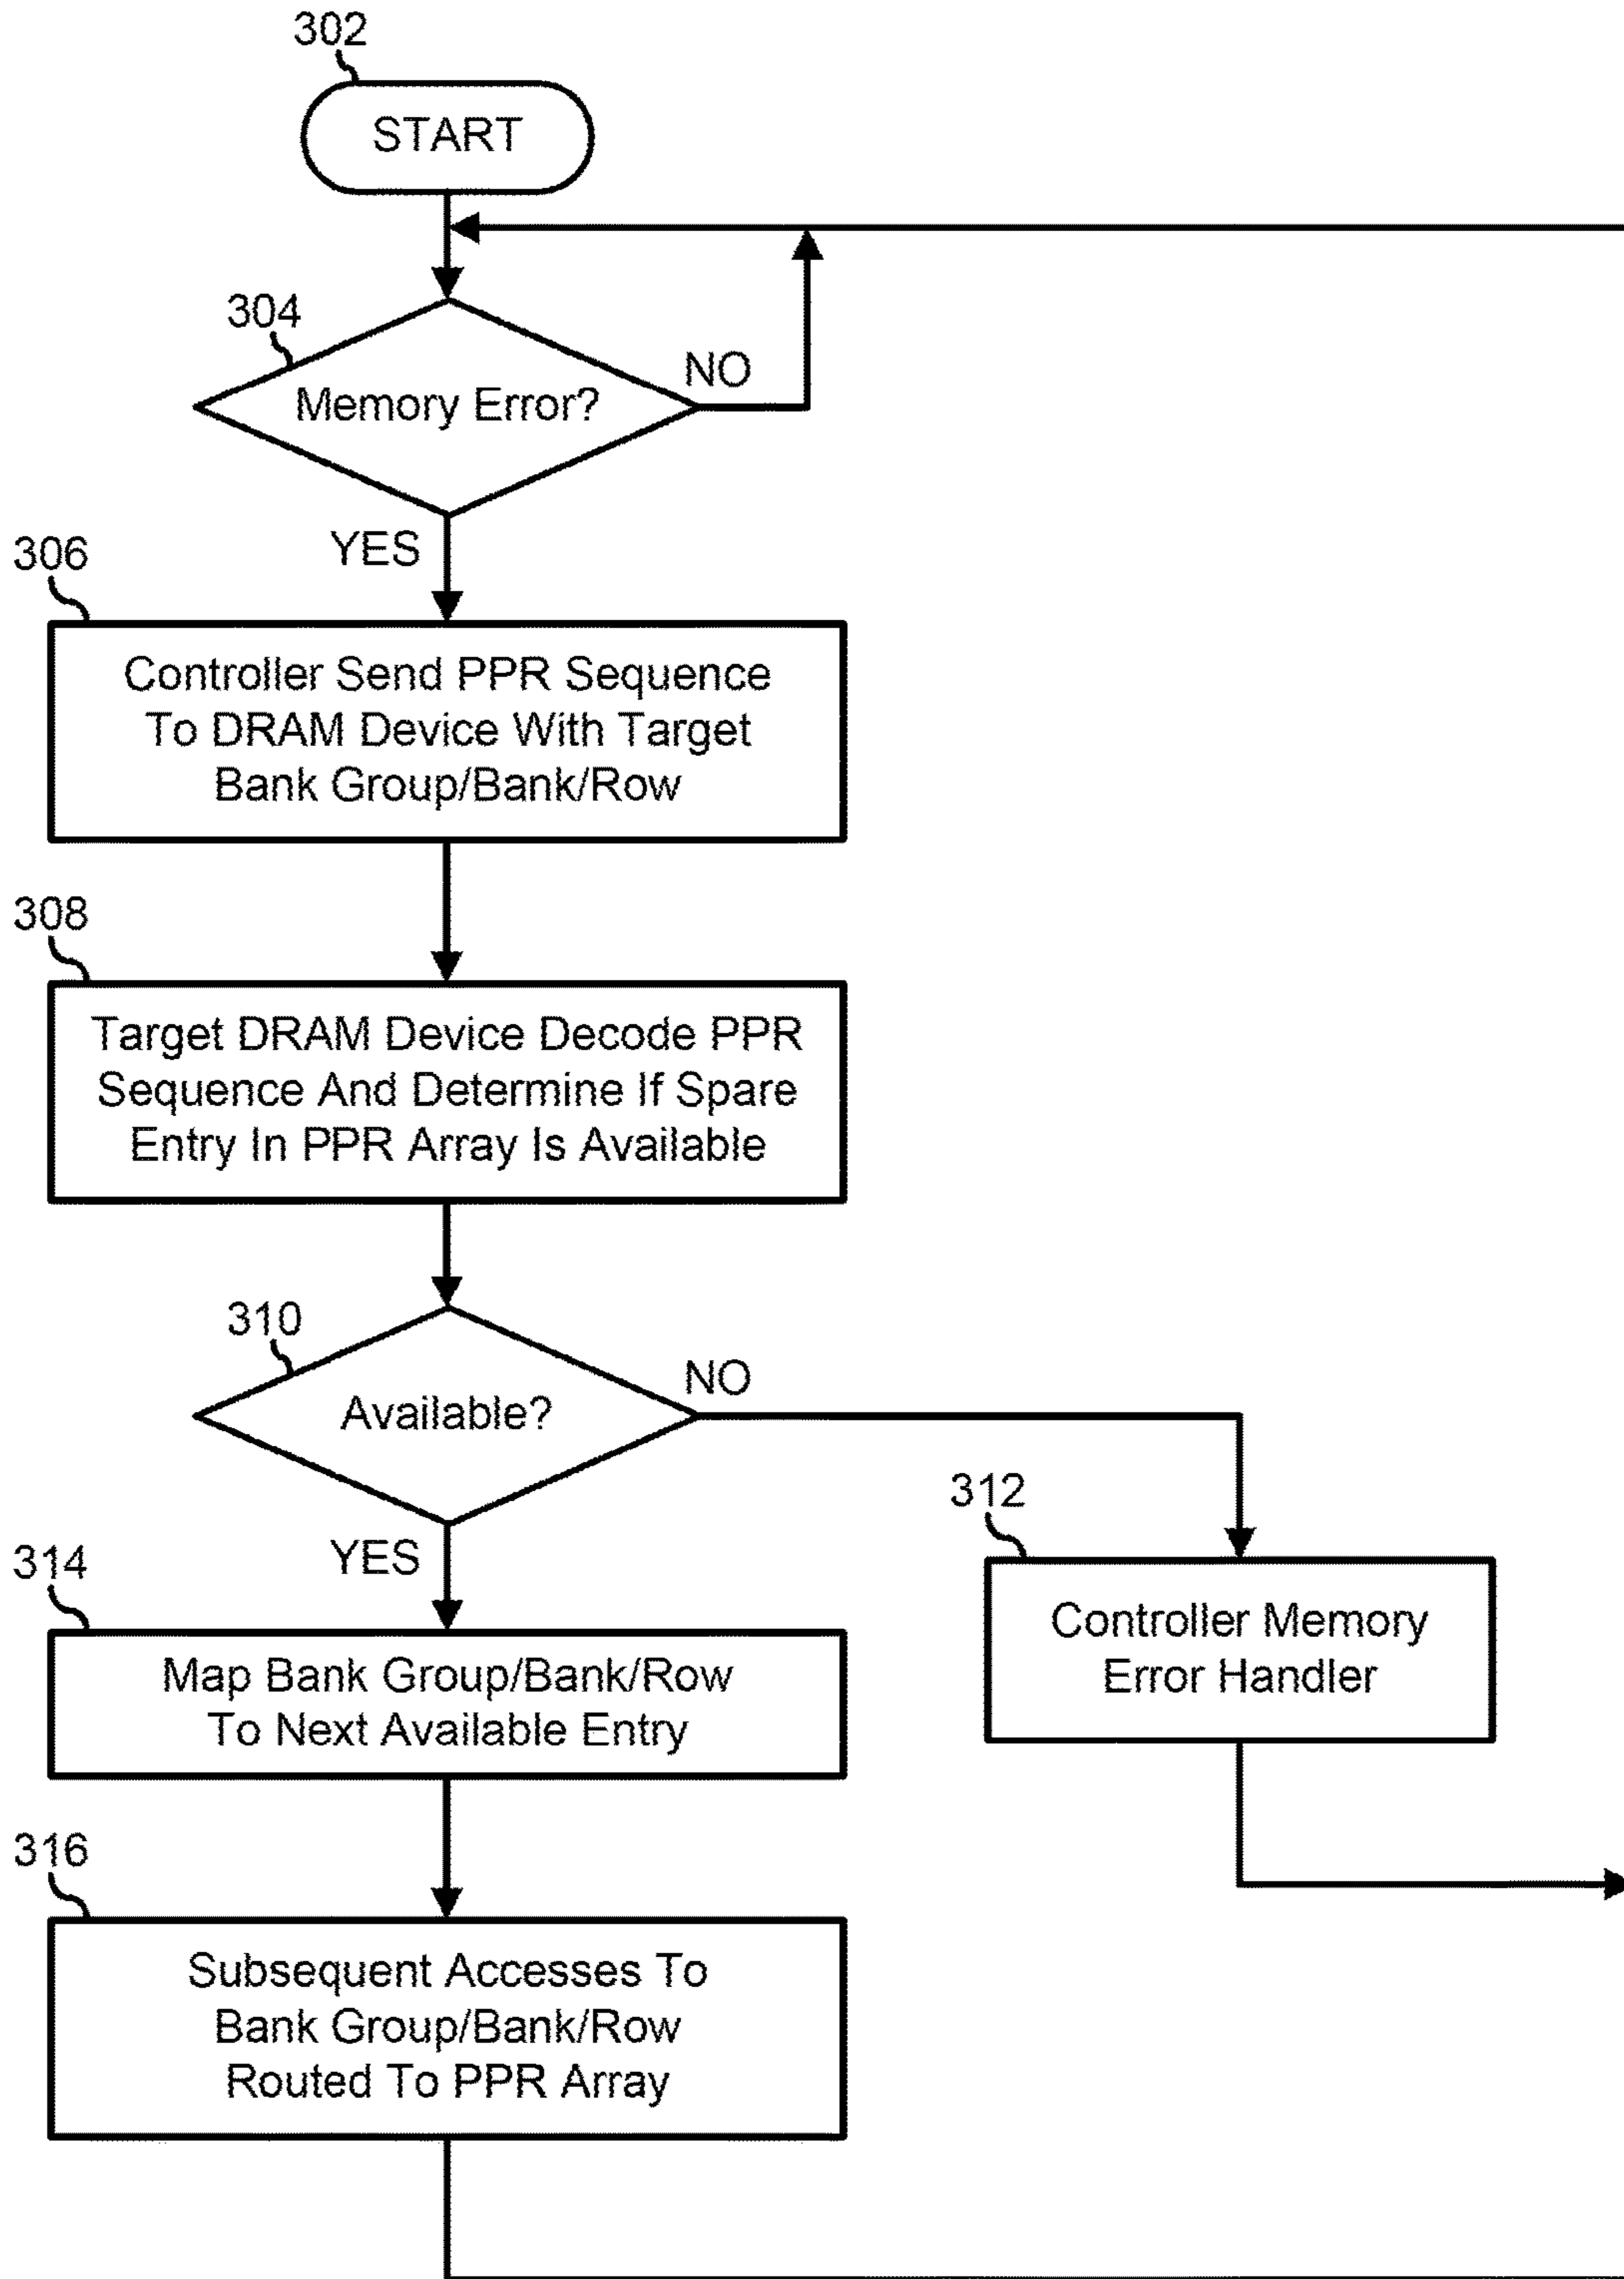 302
START
304
Memory Error?
NO
YES
306
Controller Send PPR Sequence
To DRAM Device With Target
Bank Group/Bank/Row
308
Target DRAM Device Decode PPR
Sequence And Determine If Spare
Entry In PPR Array Is Available
310
Available?
NO
YES
312
Controller Memory
Error Handler
314
Map Bank Group/Bank/Row
To Next Available Entry
316
Subsequent Accesses To
Bank Group/Bank/Row
Routed To PPR Array